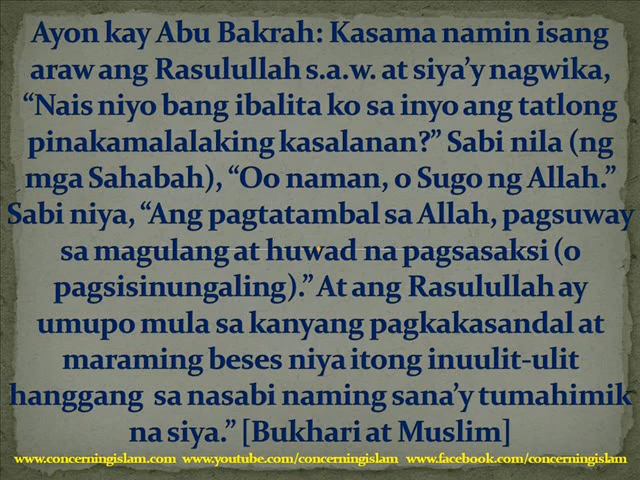 Ayon kay Abu Bakrah: Kasama namin isang
araw ang Rasulullah s.a.w. at siya’y nagwika,
“Nais niyo bang ibalita ko sa inyo ang tatlong
pinakamalalaking kasalanan?” Sabi nila (ng
mga Sahabah), “Oo naman, o Sugo ng Allah.”
Sabi niya, “Ang pagtatambal sa Allah, pagsuway
sa magulang at huwad na pagsasaksi (o
pagsisinungaling).” At ang Rasulullah ay
umupo mula sa kanyang pagkakasandal at
maraming beses niya itong inuulit-ulit
hanggang sa nasabi naming sana’y tumahimik
na siya.” [Bukhari at Muslim]
www.concerningislam.com www.youtube.com/concerningislam www.facebook.com/concerningislam